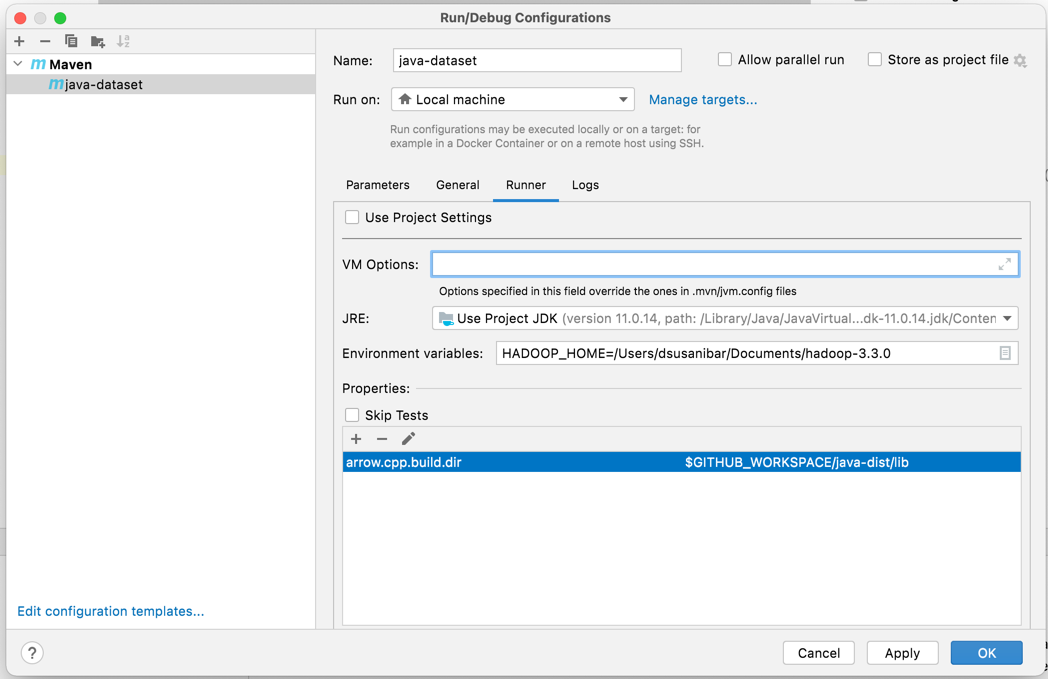 Run/Debug Configurations
Maven
java-dataset
Edit configuration templates...
Name: java-dataset Allow parallel run Store as project file
Run on: Local machine Manage targets...
Run configurations may be executed locally or on a target: for
example in a Docker Container or on a remote host using SSH.
Parameters General Runner Logs
Use Project Settings
VM Options:
Options specified in this field override the ones in .mvn/jvm.config files
JRE: Use Project JDK (version 11.0.14, path: /Library/Java/JavaVirtual...dk-11.0.14.jdk/Conten
Environment variables: HADOOP_HOME=/Users/dsusanibar/Documents/hadoop-3.3.0
Properties:
Skip Tests
arrow.cpp.build.dir $GITHUB_WORKSPACE/java-dist/lib
? Cancel Apply OK